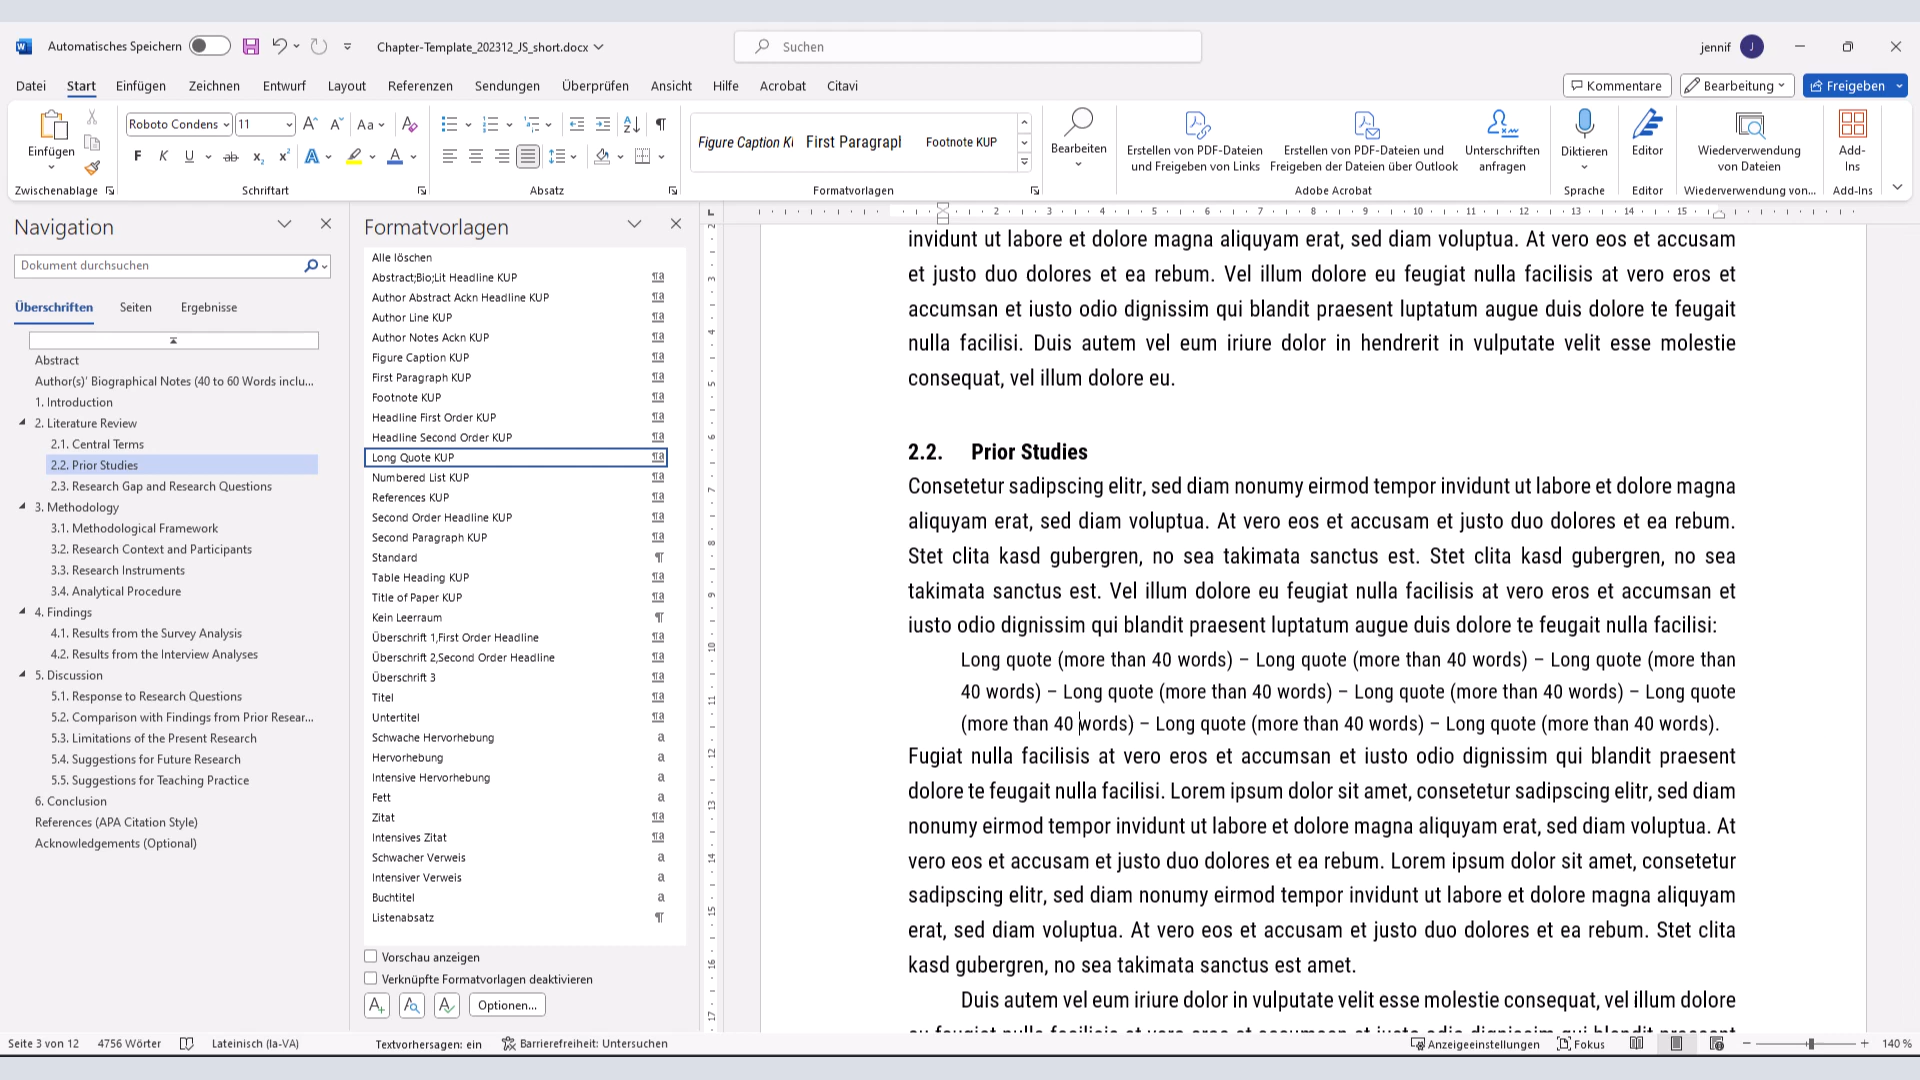 Automatisches Speichern
Chapter-Template_202312_JS_short.docx
Suchen
jennif
J
Datei Start Einfügen Zeichnen Entwurf Layout Referenzen Sendungen Überprüfen Ansicht Hilfe Acrobat Citavi
Kommentare Bearbeitung Freigeben
Einfügen
Zwischenablage
Roboto Condens 11
Schriftart
Absatz
Figure Caption KU First Paragraph Footnote KUP
Formatvorlagen
Bearbeiten
Erstellen von PDF-Dateien
und Freigeben von Links
Erstellen von PDF-Dateien und
Freigeben der Dateien über Outlook
Unterschriften
anfragen
Adobe Acrobat
Diktieren
Sprache
Editor
Editor
Wiederverwendung
von Dateien
Wiederverwendung von...
Add-
Ins
Add-Ins
Navigation
Dokument durchsuchen
Überschriften Seiten Ergebnisse
Abstract
Author(s)' Biographical Notes (40 to 60 Words inclu...
1. Introduction
2. Literature Review
2.1. Central Terms
2.2. Prior Studies
2.3. Research Gap and Research Questions
3. Methodology
3.1. Methodological Framework
3.2. Research Context and Participants
3.3. Research Instruments
3.4. Analytical Procedure
4. Findings
4.1. Results from the Survey Analysis
4.2. Results from the Interview Analyses
5. Discussion
5.1. Response to Research Questions
5.2. Comparison with Findings from Prior Resear...
5.3. Limitations of the Present Research
5.4. Suggestions for Future Research
5.5. Suggestions for Teaching Practice
6. Conclusion
References (APA Citation Style)
Acknowledgements (Optional)
Formatvorlagen
Alle löschen
Abstract;Bio;Lit Headline KUP
Author Abstract Ackn Headline KUP
Author Line KUP
Author Notes Ackn KUP
Figure Caption KUP
First Paragraph KUP
Footnote KUP
Headline First Order KUP
Headline Second Order KUP
Long Quote KUP
Numbered List KUP
References KUP
Second Order Headline KUP
Second Paragraph KUP
Standard
Table Heading KUP
Title of Paper KUP
Kein Leerraum
Überschrift 1,First Order Headline
Überschrift 2,Second Order Headline
Überschrift 3
Titel
Untertitel
Schwache Hervorhebung
Hervorhebung
Intensive Hervorhebung
Fett
Zitat
Intensives Zitat
Schwacher Verweis
Intensiver Verweis
Buchtitel
Listenabsatz
Vorschau anzeigen
Verknüpfte Formatvorlagen deaktivieren
Optionen...
2 3 4 5 6 7 8 9 10 11 12 13 14 15
invidunt ut labore et dolore magna aliquyam erat, sed diam voluptua. At vero eos et accusam
et justo duo dolores et ea rebum. Vel illum dolore eu feugiat nulla facilisis at vero eros et
accumsan et iusto odio dignissim qui blandit praesent luptatum augue duis dolore te feugait
nulla facilisi. Duis autem vel eum iriure dolor in hendrerit in vulputate velit esse molestie
consequat, vel illum dolore eu.
2.2. Prior Studies
Consetetur sadipscing elitr, sed diam nonumy eirmod tempor invidunt ut labore et dolore magna
aliquyam erat, sed diam voluptua. At vero eos et accusam et justo duo dolores et ea rebum.
Stet clita kasd gubergren, no sea takimata sanctus est. Stet clita kasd gubergren, no sea
takimata sanctus est. Vel illum dolore eu feugiat nulla facilisis at vero eros et accumsan et
iusto odio dignissim qui blandit praesent luptatum augue duis dolore te feugait nulla facilisi:
Long quote (more than 40 words) – Long quote (more than 40 words) – Long quote (more than
40 words) – Long quote (more than 40 words) – Long quote (more than 40 words) – Long quote
(more than 40 words) – Long quote (more than 40 words) – Long quote (more than 40 words).
Fugiat nulla facilisis at vero eros et accumsan et iusto odio dignissim qui blandit praesent
dolore te feugait nulla facilisi. Lorem ipsum dolor sit amet, consetetur sadipscing elitr, sed diam
nonumy eirmod tempor invidunt ut labore et dolore magna aliquyam erat, sed diam voluptua. At
vero eos et accusam et justo duo dolores et ea rebum. Lorem ipsum dolor sit amet, consetetur
sadipscing elitr, sed diam nonumy eirmod tempor invidunt ut labore et dolore magna aliquyam
erat, sed diam voluptua. At vero eos et accusam et justo duo dolores et ea rebum. Stet clita
kasd gubergren, no sea takimata sanctus est amet.
Duis autem vel eum iriure dolor in vulputate velit esse molestie consequat, vel illum dolore
Seite 3 von 12 4756 Wörter Lateinisch (la-VA) Textvorhersagen: ein Barrierefreiheit: Untersuchen Anzeigeeinstellungen Fokus 140 %